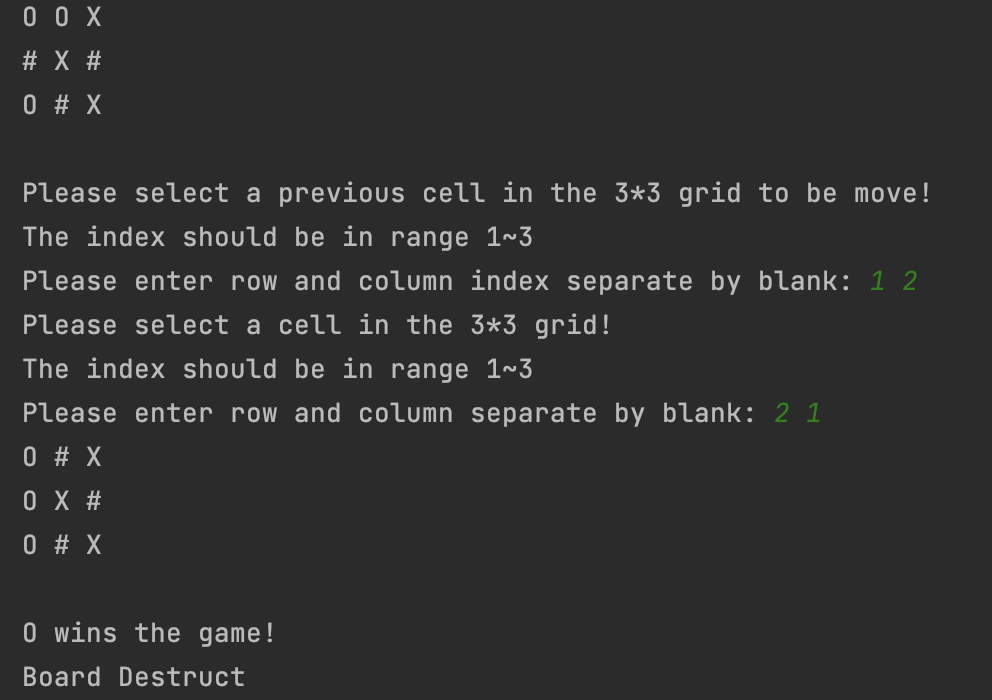 O O X
# X #
O # X
Please select a previous cell in the 3*3 grid to be move!
The index should be in range 1~3
Please enter row and column index separate by blank: 1 2
Please select a cell in the 3*3 grid!
The index should be in range 1~3
Please enter row and column separate by blank: 2 1
O # X
O X #
O # X
O wins the game!
Board Destruct